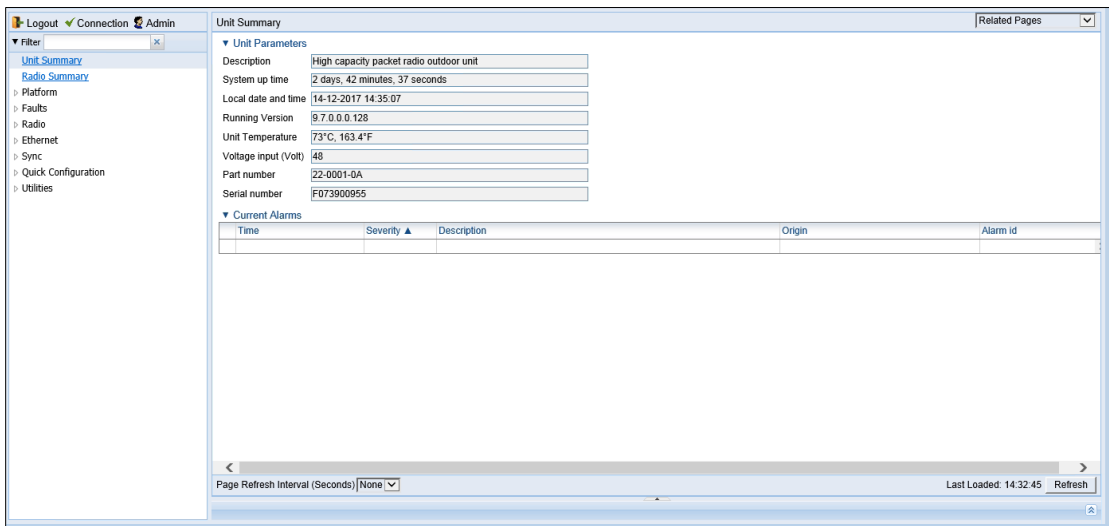 Logout Connection Admin
Unit Summary
Related Pages
Filter
Unit Summary
Radio Summary
Platform
Faults
Radio
Ethernet
Sync
Quick Configuration
Utilities
Unit Parameters
Description High capacity packet radio outdoor unit
System up time 2 days, 42 minutes, 37 seconds
Local date and time 14-12-2017 14:35:07
Running Version 9.7.0.0.0.128
Unit Temperature 73°C, 163.4°F
Voltage input (Volt) 48
Part number 22-0001-0A
Serial number F073900955
Current Alarms
Time Severity ▲ Description Origin Alarm id
Page Refresh Interval (Seconds) None
Last Loaded: 14:32:45 Refresh